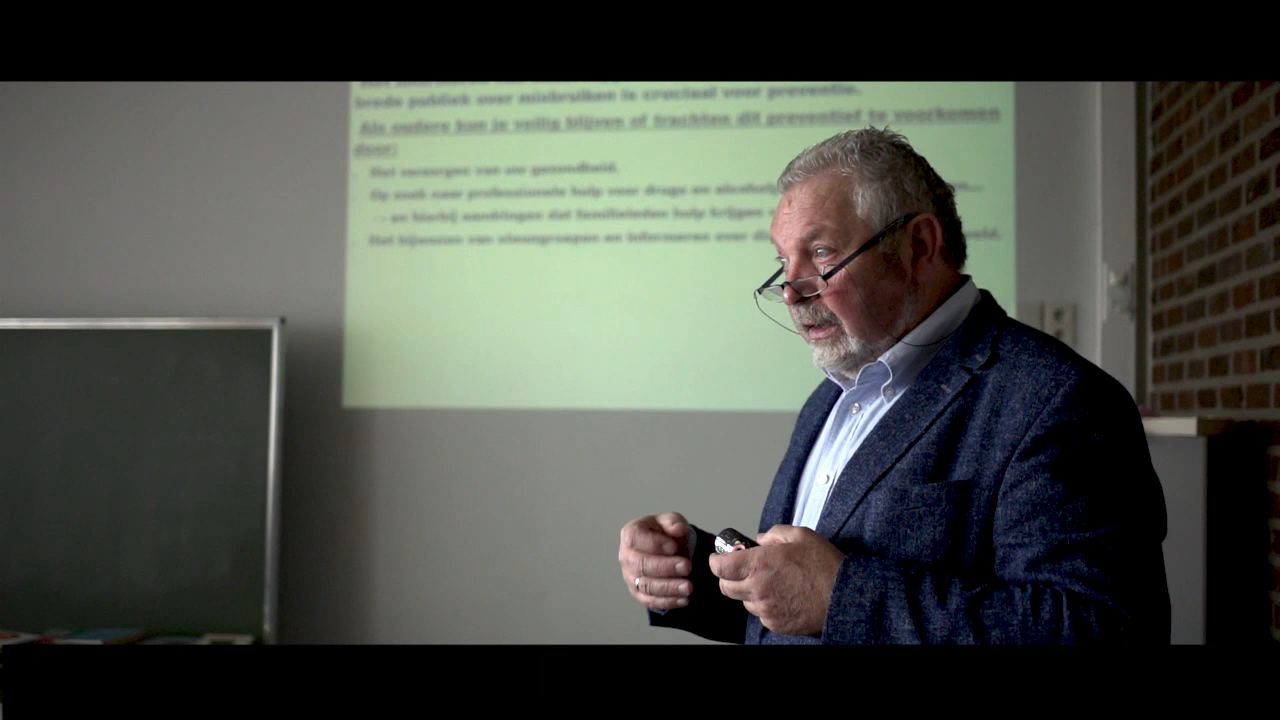 brede publiek over misbruiken is cruciaal voor preventie.
Als oudere kun je veilig blijven of trachten dit preventief te voorkomen
door:
Het verzorgen van uw gezondheid.
Op zoek naar professionele hulp voor drugs en
en hierbij aandringen dat familieleden hulp krijgen
Het bijwonen van steungroepen en informeren over